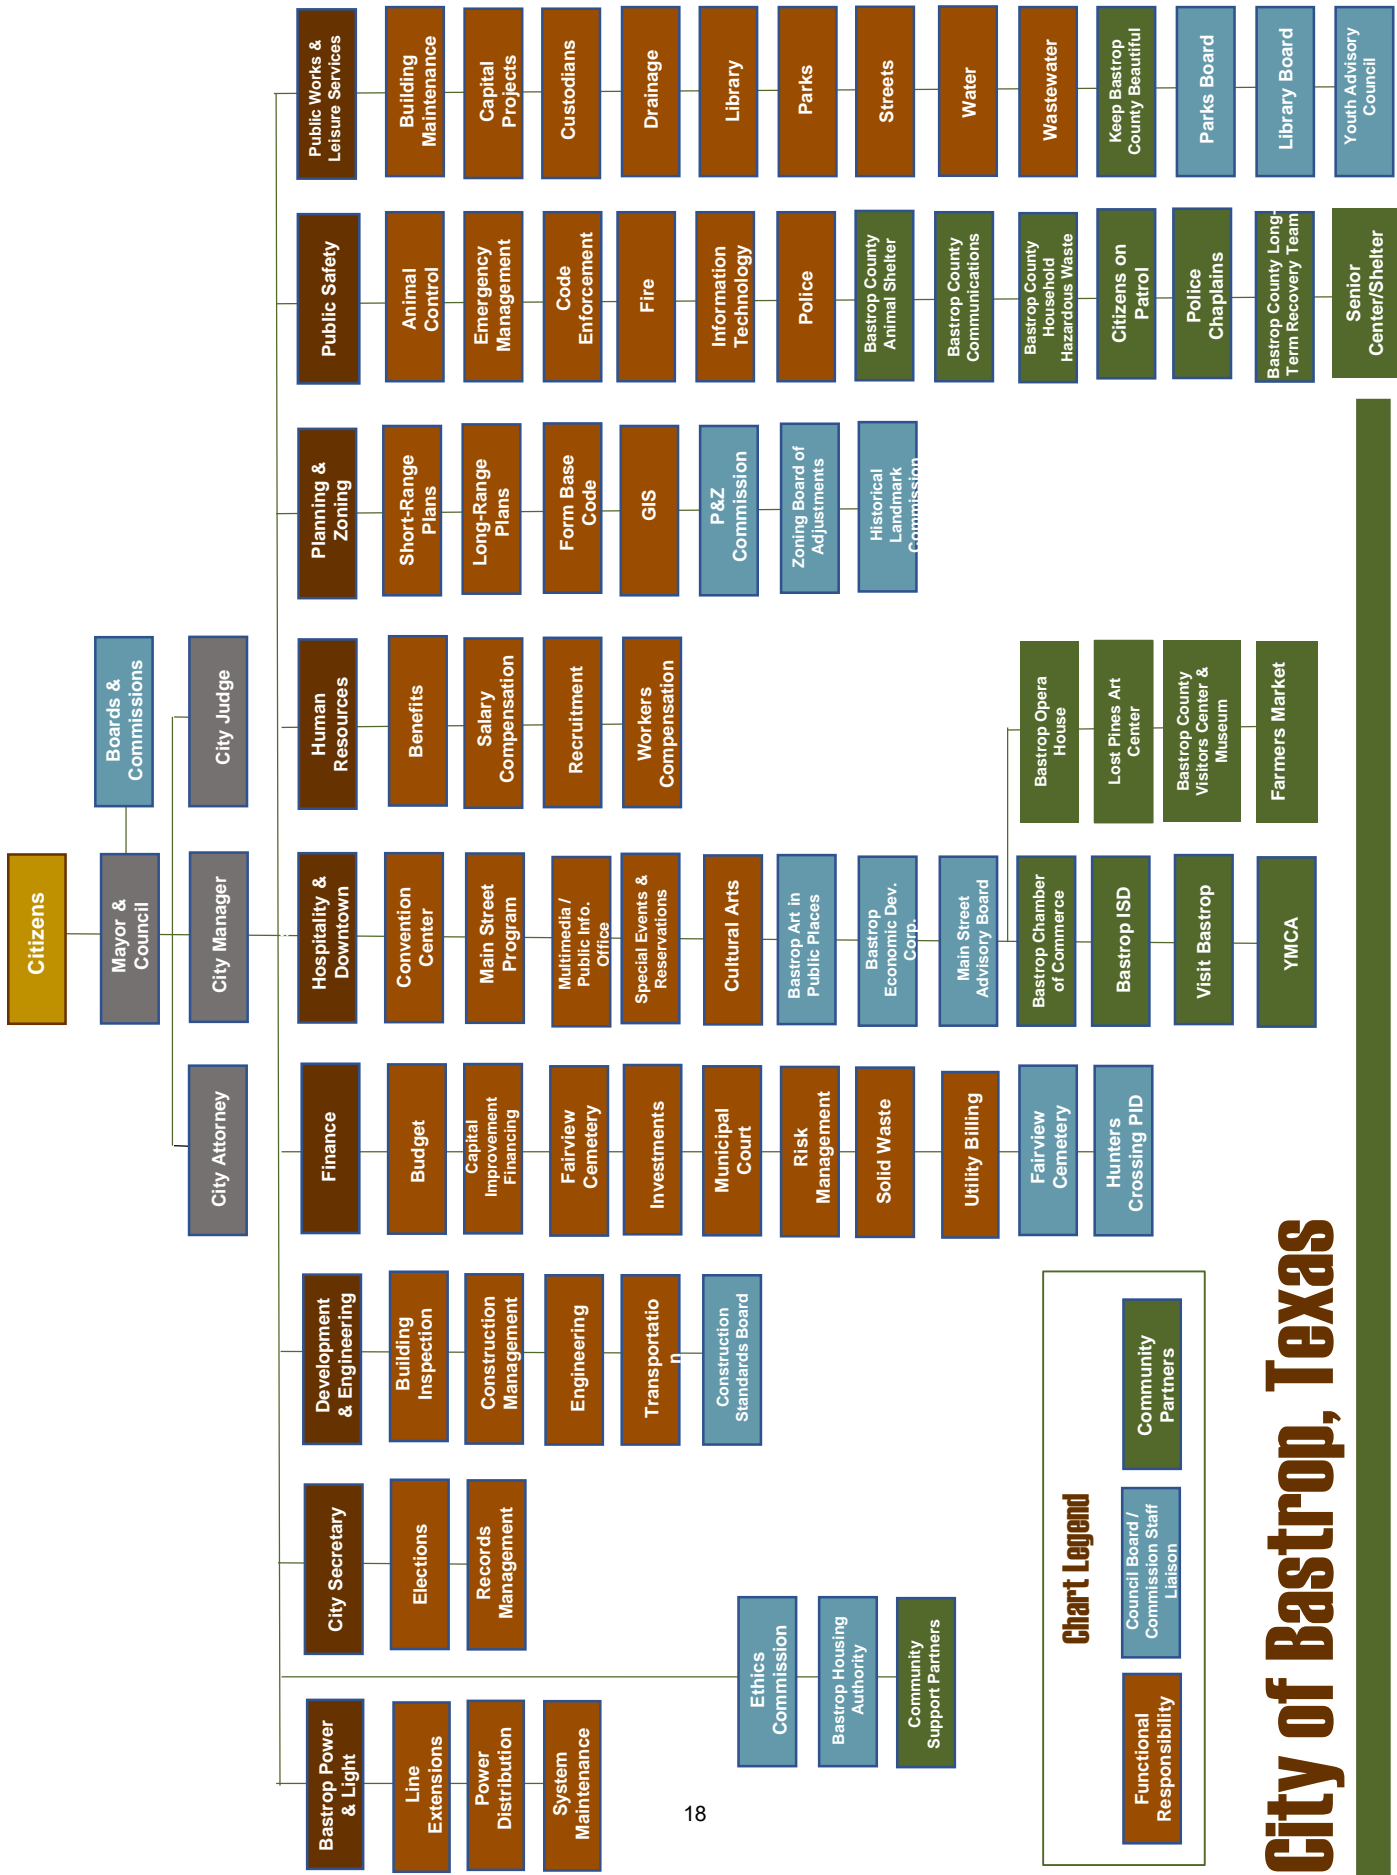 Citizens
Mayor &
Council
Boards &
Commissions
City Attorney
City Manager
City Judge
Bastrop Power
& Light
Line
Extensions
Power
Distribution
System
Maintenance
City Secretary
Elections
Records
Management
Ethics
Commission
Bastrop Housing
Authority
Community
Support Partners
Development
& Engineering
Building
Inspection
Construction
Management
Engineering
Transportatio
n
Construction
Standards Board
Finance
Budget
Capital
Improvement
Financing
Fairview
Cemetery
Investments
Municipal
Court
Risk
Management
Solid Waste
Utility Billing
Fairview
Cemetery
Hunters
Crossing PID
Hospitality &
Downtown
Convention
Center
Main Street
Program
Multimedia /
Public Info.
Office
Special Events &
Reservations
Cultural Arts
Bastrop Art in
Public Places
Bastrop
Economic Dev.
Corp.
Main Street
Advisory Board
Bastrop Chamber
of Commerce
Bastrop ISD
Visit Bastrop
YMCA
Bastrop Opera
House
Lost Pines Art
Center
Bastrop County
Visitors Center &
Museum
Farmers Market
Human
Resources
Benefits
Salary
Compensation
Recruitment
Workers
Compensation
Planning &
Zoning
Short-Range
Plans
Long-Range
Plans
Form Base
Code
GIS
P&Z
Commission
Zoning Board of
Adjustments
Historical
Landmark
Commission
Public Safety
Animal
Control
Emergency
Management
Code
Enforcement
Fire
Information
Technology
Police
Bastrop County
Animal Shelter
Bastrop County
Communications
Bastrop County
Household
Hazardous Waste
Citizens on
Patrol
Police
Chaplains
Bastrop County Long-
Term Recovery Team
Senior
Center/Shelter
Public Works &
Leisure Services
Building
Maintenance
Capital
Projects
Custodians
Drainage
Library
Parks
Streets
Water
Wastewater
Keep Bastrop
County Beautiful
Parks Board
Library Board
Youth Advisory
Council
Chart Legend
Functional
Responsibility
Council Board /
Commission Staff
Liaison
Community
Partners
City of Bastrop, Texas
18